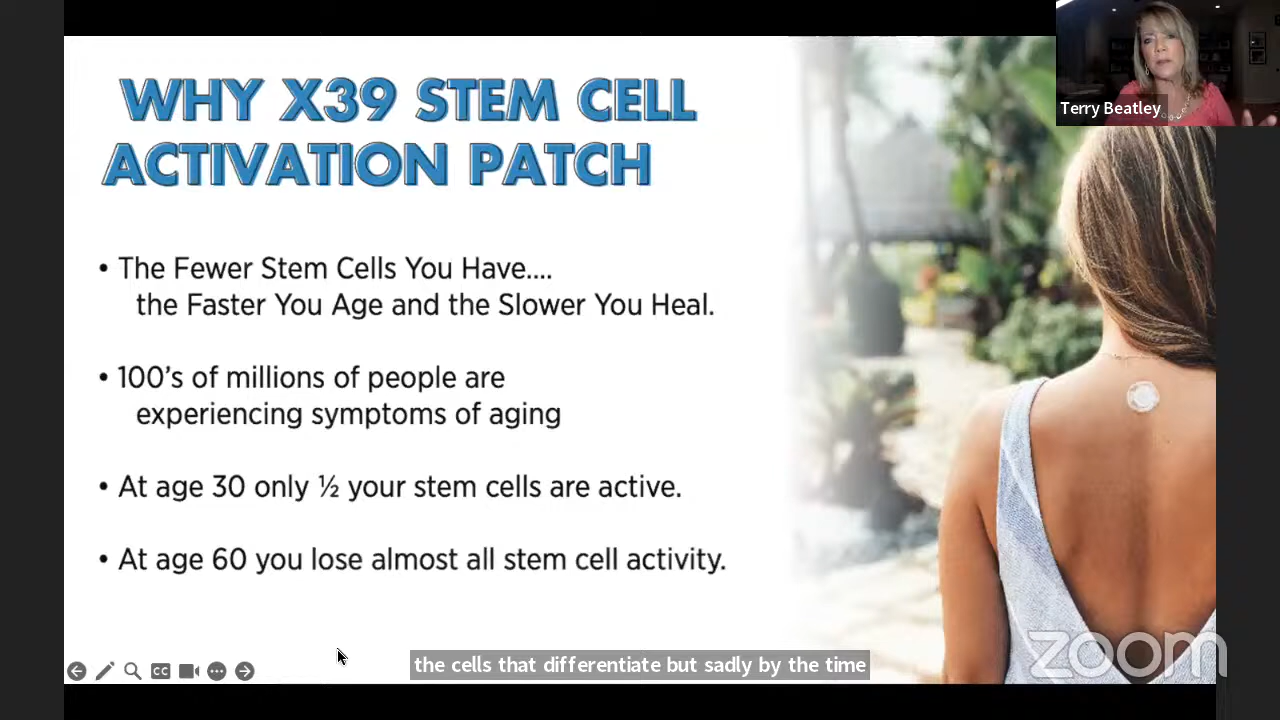 Terry Beatley
WHY X39 STEM CELL
ACTIVATION PATCH
• The Fewer Stem Cells You Have....
the Faster You Age and the Slower You Heal.
• 100's of millions of people are
experiencing symptoms of aging
• At age 30 only ½ your stem cells are active.
• At age 60 you lose almost all stem cell activity.
CC
the cells that differentiate but sadly by the time
zoom